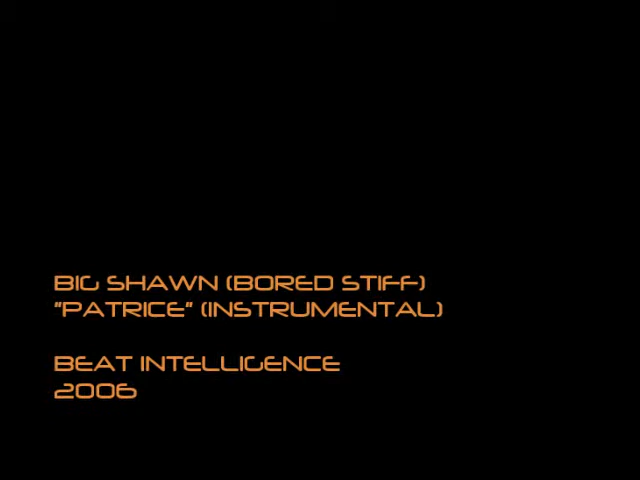 BIG SHAWN (BORED STIFF)
"PATRICE" (INSTRUMENTAL)
BEAT INTELLIGENCE
2006